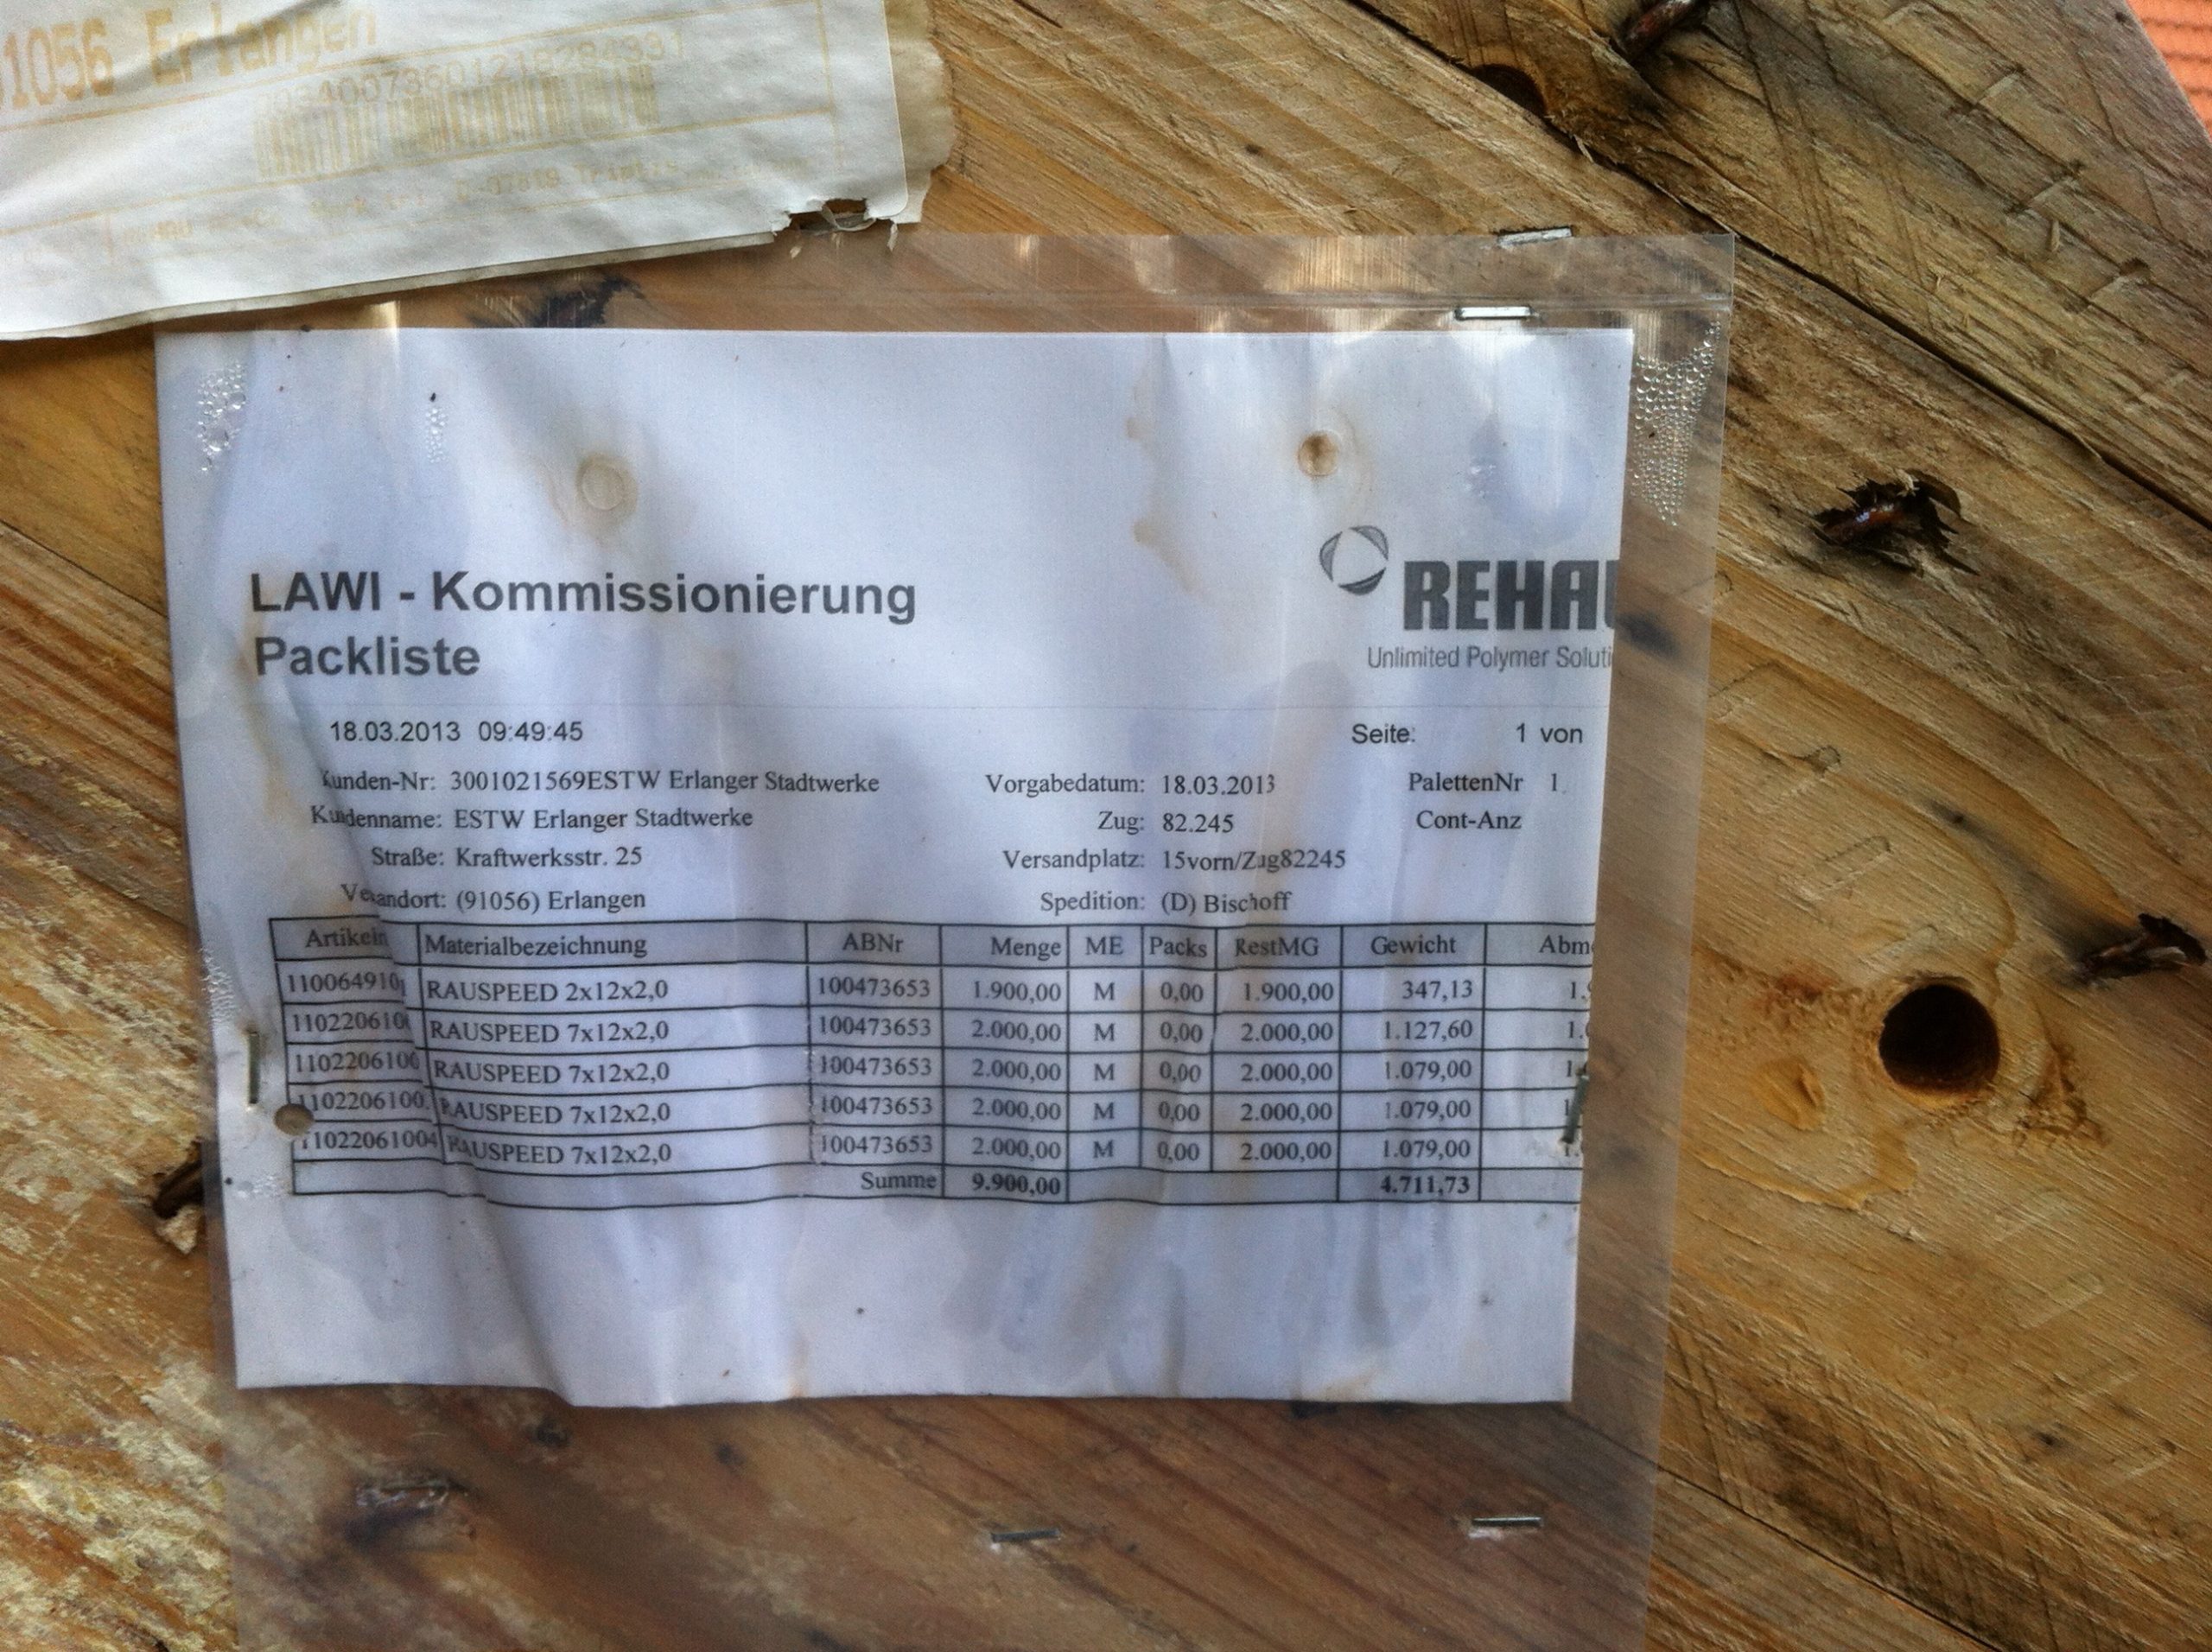 Erlangen
LAWI - Kommissionierung
Packliste
REHAU
Unlimited Polymer
18.03.2013 09:49:45
Seite: 1 von
Kunden-Nr: 3001021569ESTW Erlanger Stadtwerke
Vorgabedatum: 18.03.2013
PalettenNr 1
Kundenname: ESTW Erlanger Stadtwerke
Zug: 82.245
Cont-Anz
Straße: Kraftwerksstr. 25
Versandplatz: 15vorn/Zug82245
Versandort: (91056) Erlangen
Spedition: (D) Bischoff
Materialbezeichnung ABNr Menge ME Packs RestMG Gewicht
RAUSPEED 2x12x2,0 100473653 1.900,00 M 0,00 1.900,00 347,13
RAUSPEED 7x12x2,0 100473653 2.000,00 M 0,00 2.000,00 1.127,60
RAUSPEED 7x12x2,0 100473653 2.000,00 M 0,00 2.000,00 1.079,00
RAUSPEED 7x12x2,0 100473653 2.000,00 M 0,00 2.000,00 1.079,00
11022061004 RAUSPEED 7x12x2,0 100473653 2.000,00 M 0,00 2.000,00 1.079,00
Summe 9.900,00 4.711,73